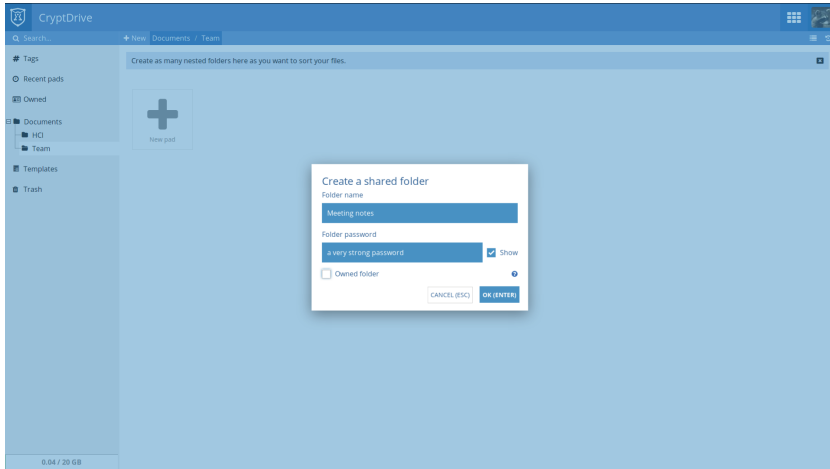 CryptDrive
Search...
+ New Documents / Team
# Tags
Create as many nested folders here as you want to sort your files.
Recent pads
Owned
Documents
HCI
Team
Templates
Trash
New pad
Create a shared folder
Folder name
Meeting notes
Folder password
a very strong password
Show
Owned folder
CANCEL (ESC) OK (ENTER)
0.04 / 20 GB